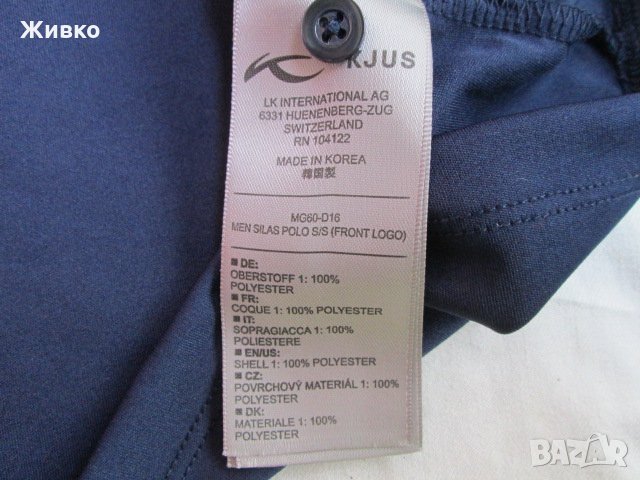 Живко
KJUS
LK INTERNATIONAL AG
6331 HUENENBERG-ZUG
SWITZERLAND
RN 104122
MADE IN KOREA
韓国製
MG60-D16
MEN SILAS POLO S/S (FRONT LOGO)
■ DE:
OBERSTOFF 1: 100%
POLYESTER
■ FR:
COQUE 1: 100% POLYESTER
■ IT:
SOPRAGIACCA 1: 100%
POLIESTERE
■ EN/US:
SHELL 1: 100% POLYESTER
■ CZ:
POVRCHOVÝ MATERIÁL 1: 100%
POLYESTER
■ DK:
MATERIALE 1: 100%
POLYESTER
BAZAR